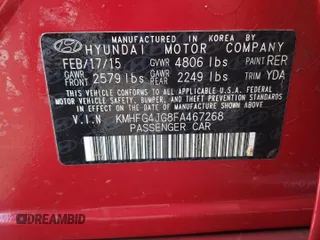 MANUFACTURED IN KOREA BY
HYUNDAI MOTOR COMPANY
FEB/17/15 GVWR 4806 lbs PAINT RER
GAWR FRONT 2579 lbs GAWR REAR 2249 lbs TRIM YDA
THIS VEHICLE CONFORMS TO ALL APPLICABLE
FEDERAL MOTOR VEHICLE SAFETY, BUMPER,
AND THEFT PREVENTION STANDARDS IN EFFECT
ON THE DATE OF MANUFACTURE SHOWN ABOVE.
V.I.N KMHFG4JG8FA467268
PASSENGER CAR
DREAMBID